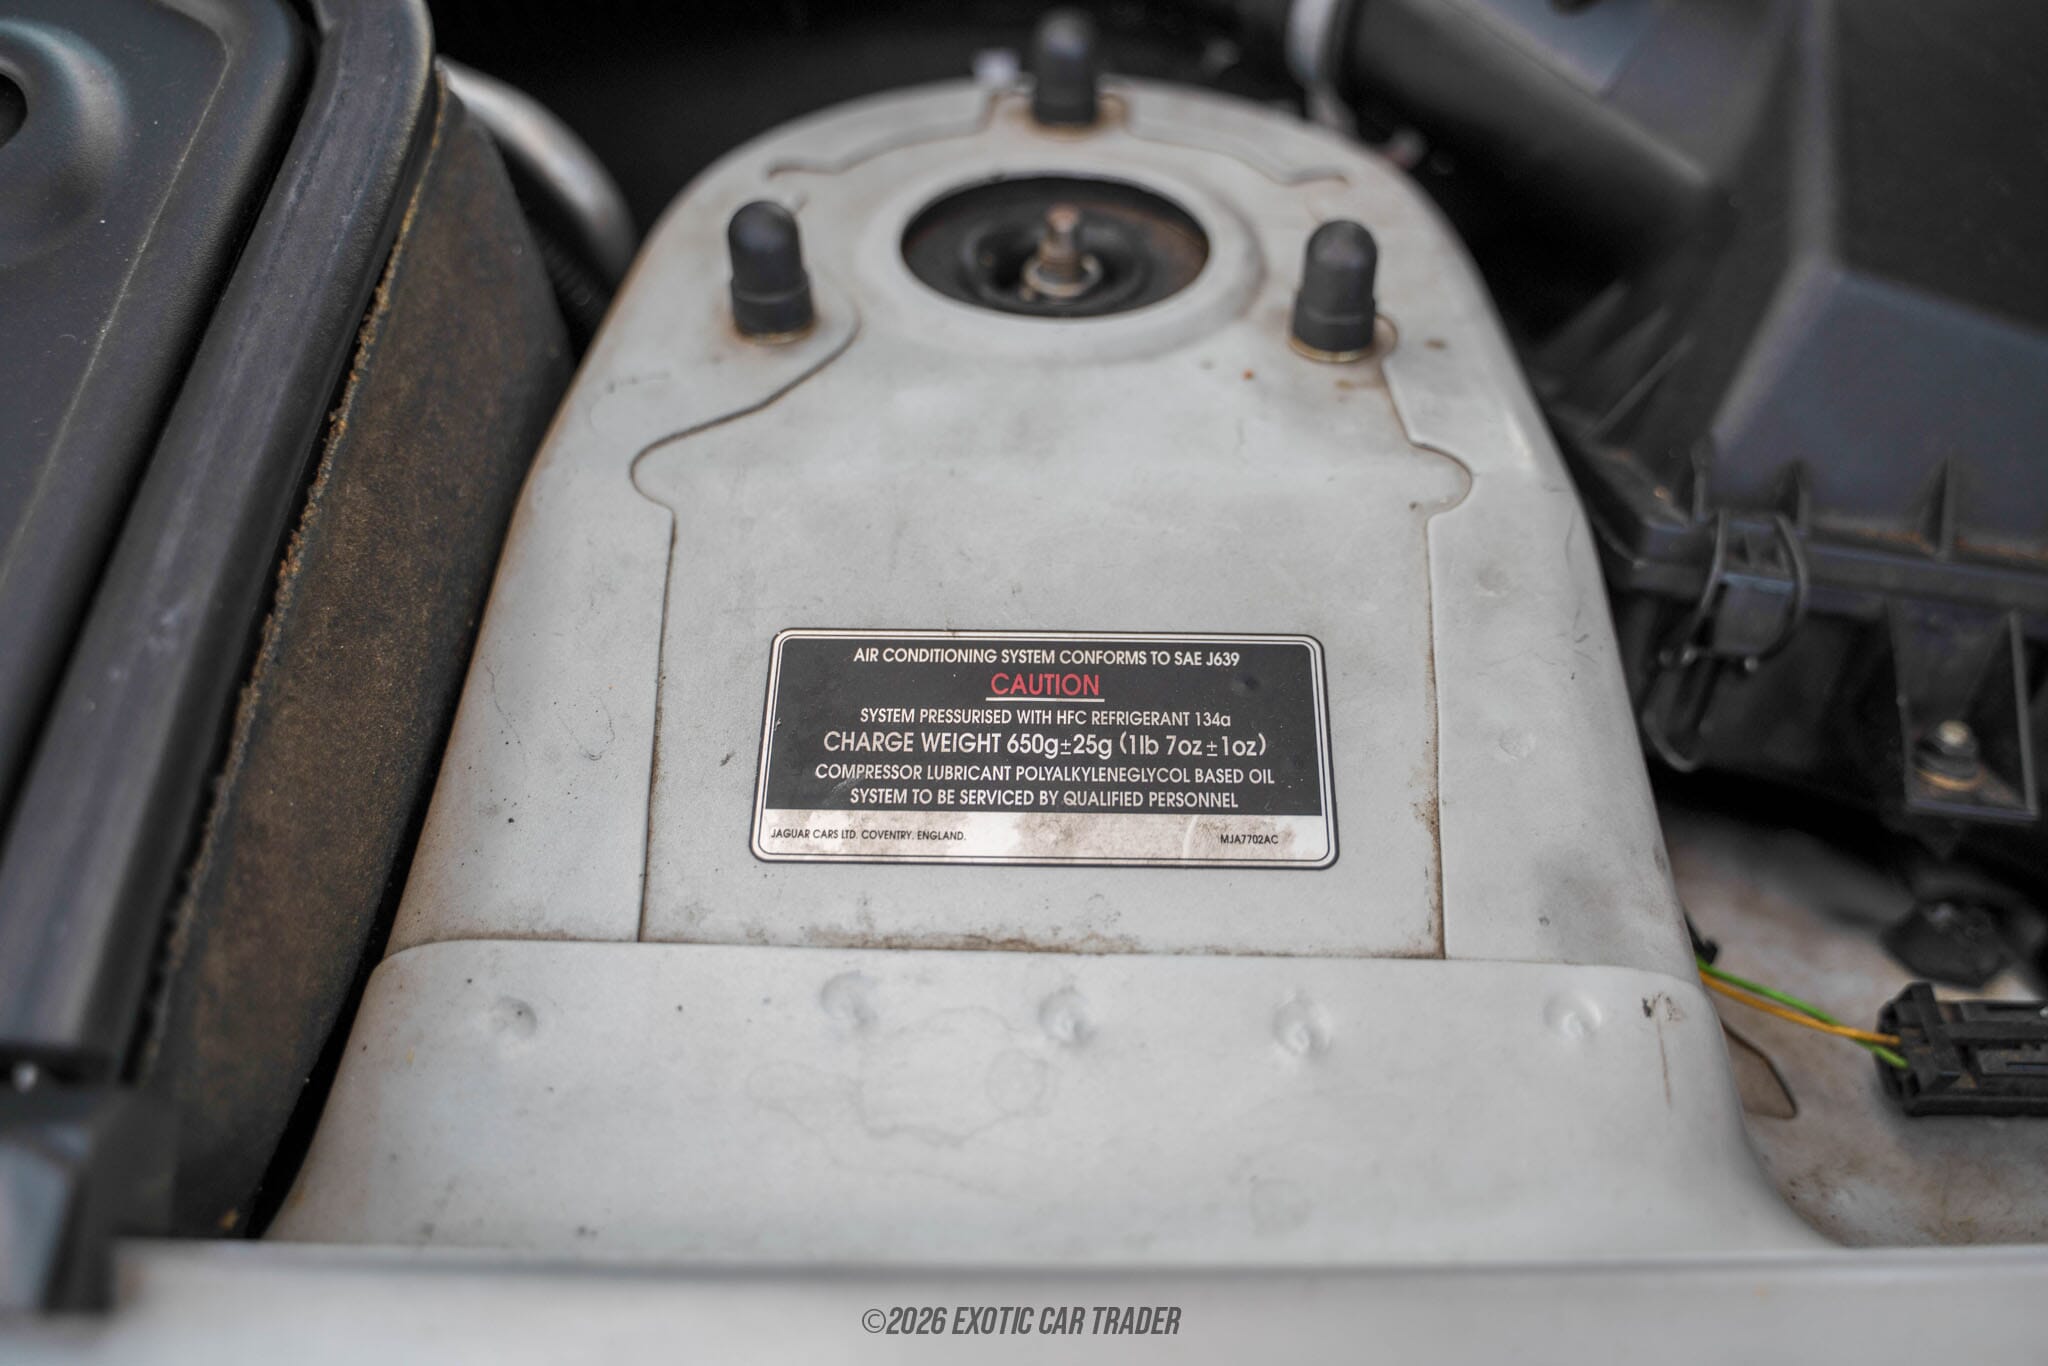 AIR CONDITIONING SYSTEM CONFORMS TO SAE J639
CAUTION
SYSTEM PRESSURISED WITH HFC REFRIGERANT 134a
CHARGE WEIGHT 650g±25g (1lb 7oz ±1oz)
COMPRESSOR LUBRICANT POLYALKYLENEGLYCOL BASED OIL
SYSTEM TO BE SERVICED BY QUALIFIED PERSONNEL
JAGUAR CARS LTD. COVENTRY. ENGLAND. MJA7702AC
©2026 EXOTIC CAR TRADER